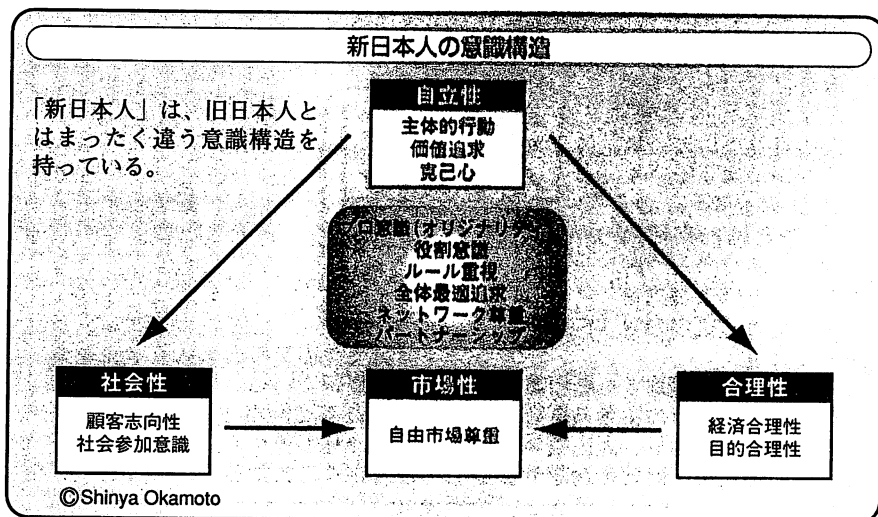 新日本人の意識構造
「新日本人」は、旧日本人と
はまったく違う意識構造を
持っている。
自立性
主体的行動
価値追求
克己心
プロ意識(オリジナリティ)
役割意識
ルール重視
全体最適追求
ネットワーク尊重
パートナーシップ
社会性
顧客志向性
社会参加意識
市場性
自由市場尊重
合理性
経済合理性
目的合理性
©Shinya Okamoto